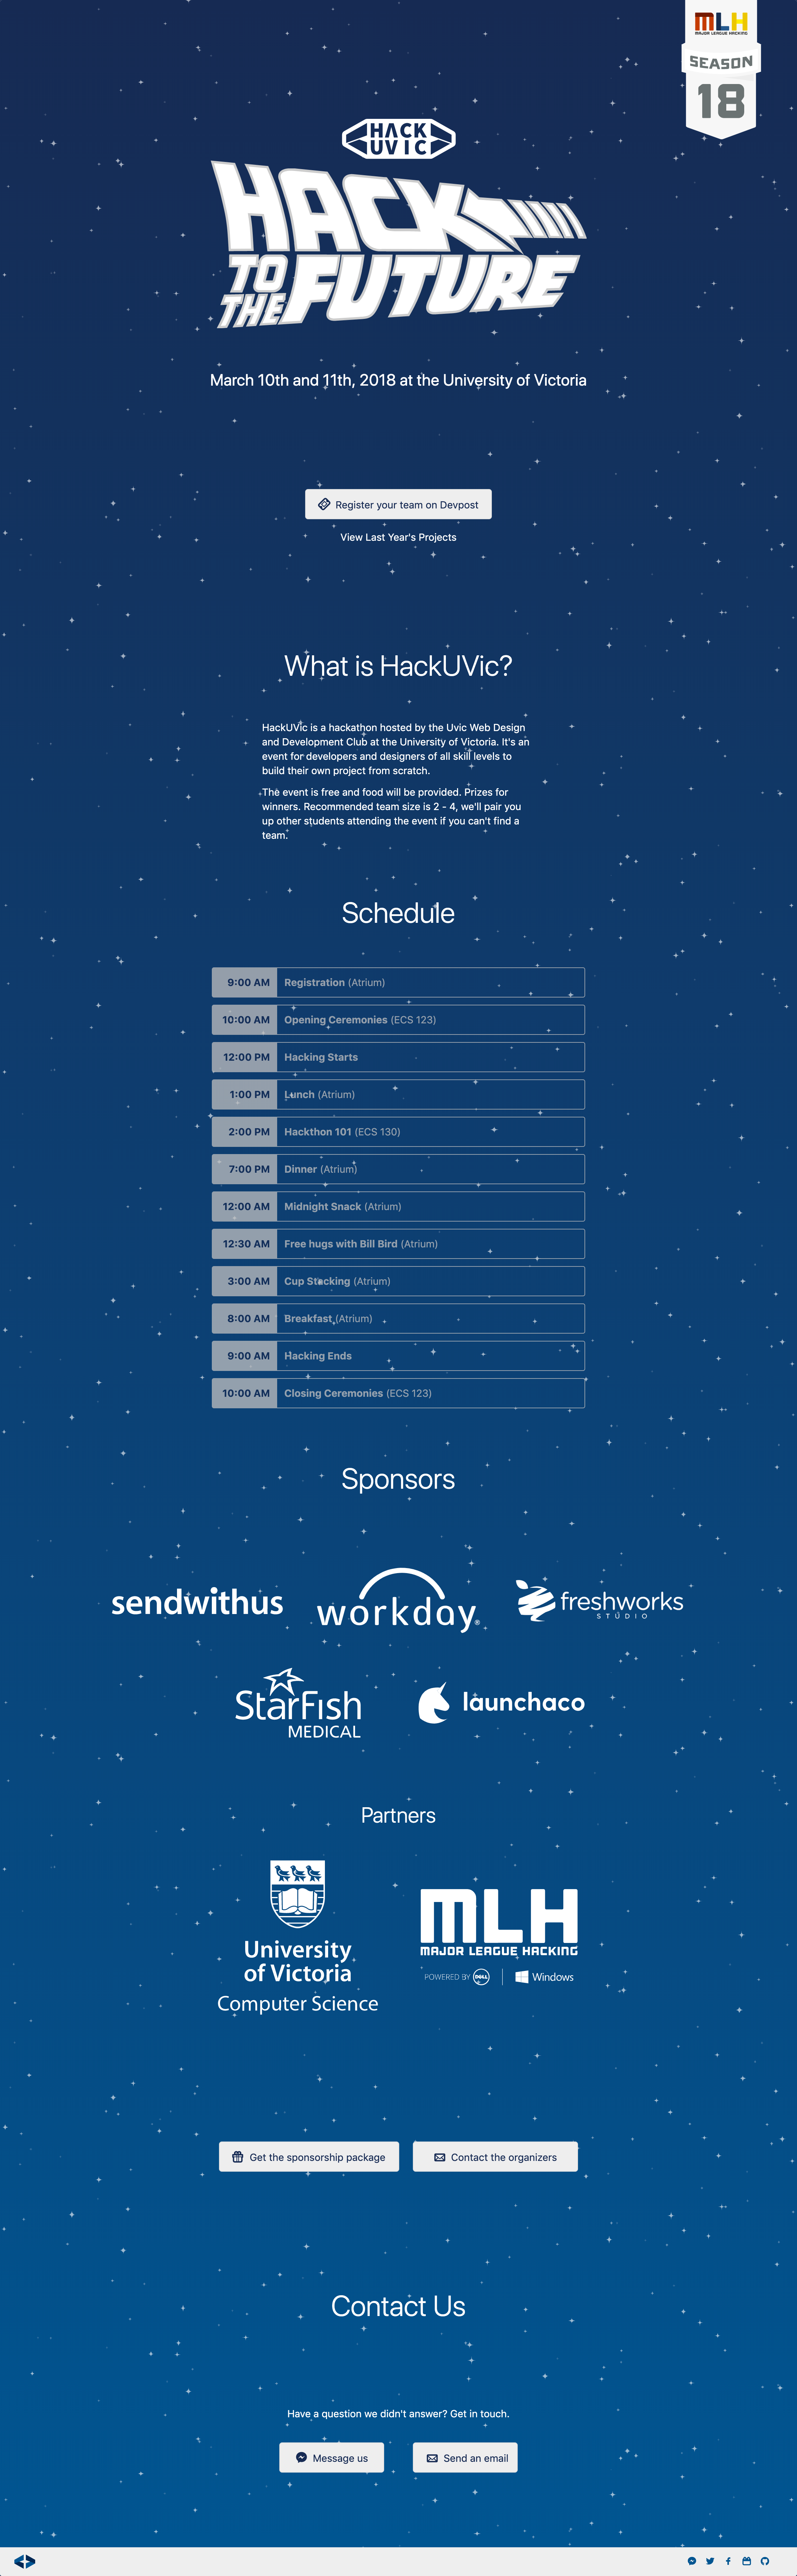 MLH
MAJOR LEAGUE HACKING
SEASON
18
HACK
UVIC
HACK
TO
THE FUTURE
March 10th and 11th, 2018 at the University of Victoria
Register your team on Devpost
View Last Year's Projects
What is HackUVic?
HackUVic is a hackathon hosted by the Uvic Web Design
and Development Club at the University of Victoria. It's an
event for developers and designers of all skill levels to
build their own project from scratch.
The event is free and food will be provided. Prizes for
winners. Recommended team size is 2 - 4, we'll pair you
up other students attending the event if you can't find a
team.
Schedule
9:00 AM Registration (Atrium)
10:00 AM Opening Ceremonies (ECS 123)
12:00 PM Hacking Starts
1:00 PM Lunch (Atrium)
2:00 PM Hackthon 101 (ECS 130)
7:00 PM Dinner (Atrium)
12:00 AM Midnight Snack (Atrium)
12:30 AM Free hugs with Bill Bird (Atrium)
3:00 AM Cup Stacking (Atrium)
8:00 AM Breakfast (Atrium)
9:00 AM Hacking Ends
10:00 AM Closing Ceremonies (ECS 123)
Sponsors
sendwithus
workday®
freshworks
STÚDIO
StarFish
MEDICAL
launchaco
Partners
University
of Victoria
Computer Science
MLH
MAJOR LEAGUE HACKING
POWERED BY DELL | Windows
Get the sponsorship package
Contact the organizers
Contact Us
Have a question we didn't answer? Get in touch.
Message us
Send an email